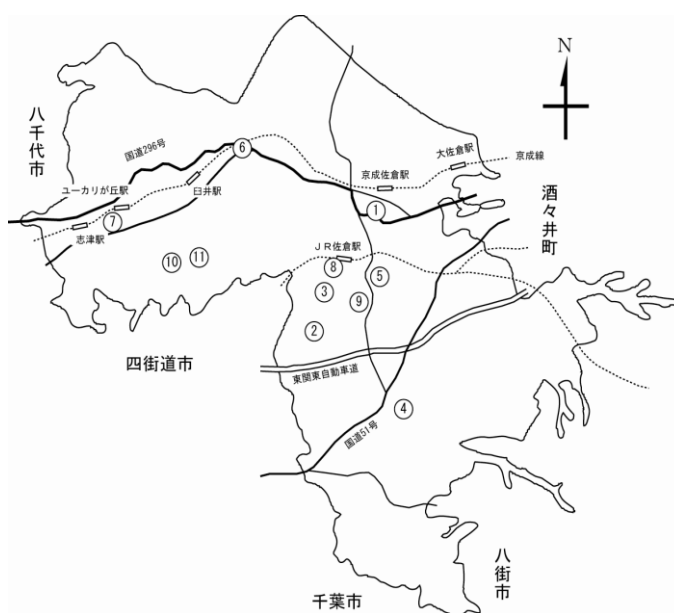 N
八千代市
国道296号
⑥
大佐倉駅
京成線
京成佐倉駅
ユーカリが丘駅
臼井駅
酒々井町
①
⑦
志津駅
JR佐倉駅
⑩
⑪
⑧
⑤
③
⑨
②
四街道市
東関東自動車道
④
国道51号
八街市
千葉市